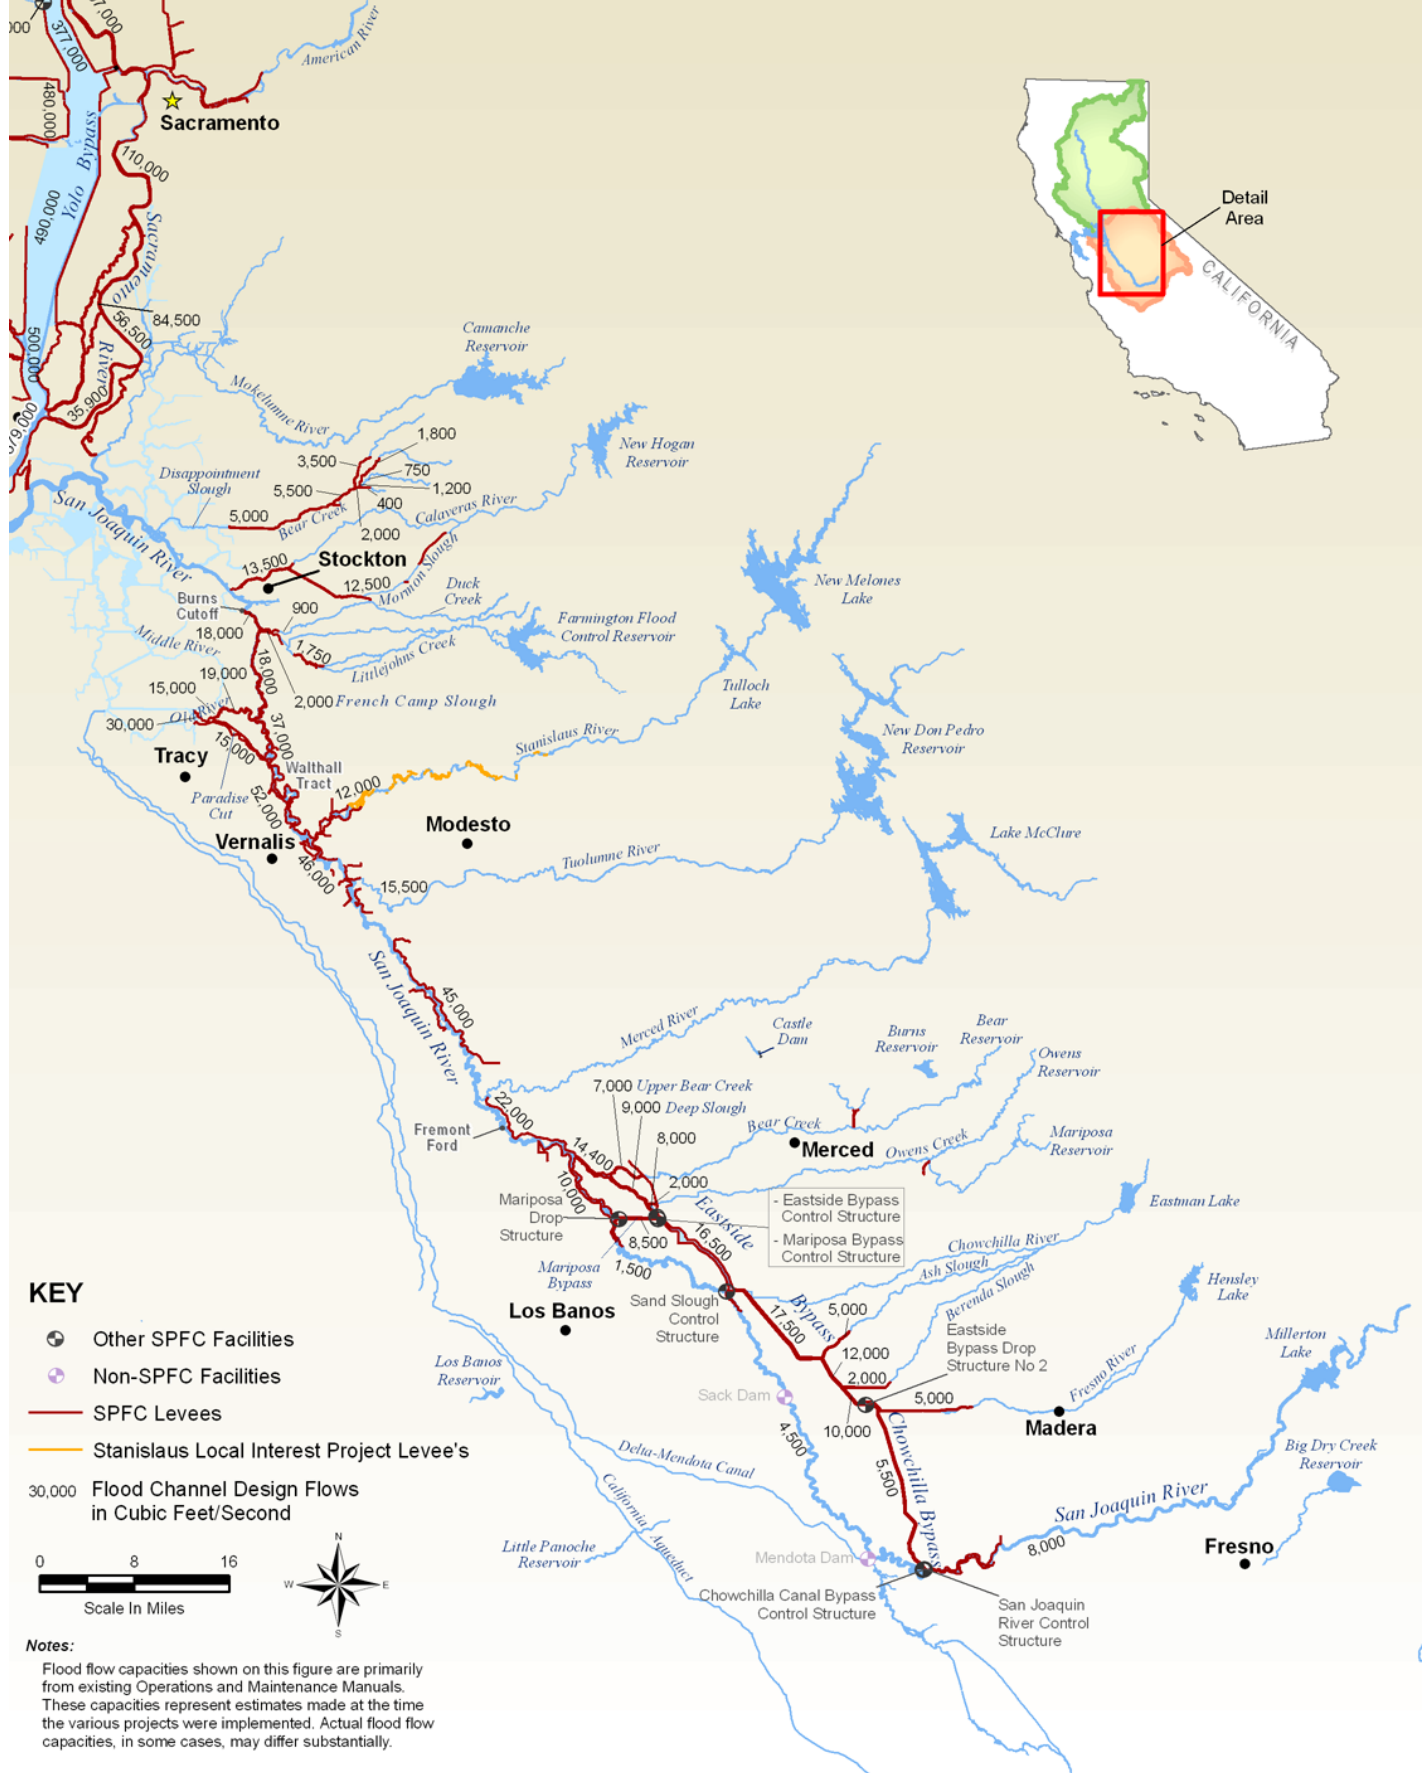 377,000
480,000
Yolo Bypass
490,000
500,000
American River
Sacramento
110,000
Sacramento
River
84,500
56,500
35,900
Detail
Area
CALIFORNIA
Camanche
Reservoir
Mokelumne River
New Hogan
Reservoir
1,800
3,500
750
1,200
400
2,000
Disappointment
Slough
5,500
5,000
Bear Creek
Calaveras River
San Joaquin River
Stockton
13,500
12,500
Mormon Slough
Duck
Creek
New Melones
Lake
Burns
Cutoff
900
18,000
Farmington Flood
Control Reservoir
Middle River
1,750
Littlejohns Creek
18,000
19,000
15,000
2,000 French Camp Slough
Tulloch
Lake
30,000
Old River
37,000
15,000
Stanislaus River
New Don Pedro
Reservoir
Tracy
Walthall
Tract
12,000
Paradise
Cut
52,000
Modesto
Vernalis
Lake McClure
46,000
Tuolumne River
15,500
San Joaquin River
45,000
Merced River
Castle
Dam
Burns
Reservoir
Bear
Reservoir
Owens
Reservoir
7,000 Upper Bear Creek
9,000 Deep Slough
22,000
Fremont
Ford
8,000
Bear Creek
Merced
Owens Creek
Mariposa
Reservoir
14,400
10,000
2,000
Mariposa
Drop
Structure
- Eastside Bypass
Control Structure
- Mariposa Bypass
Control Structure
Eastside
Bypass
16,500
8,500
1,500
Mariposa
Bypass
Eastman Lake
Chowchilla River
Ash Slough
Berenda Slough
Hensley
Lake
Los Banos
Sand Slough
Control
Structure
17,500
5,000
Eastside
Bypass Drop
Structure No 2
Millerton
Lake
12,000
2,000
5,000
Fresno River
Los Banos
Reservoir
Sack Dam
10,000
Madera
4,500
Chowchilla Bypass
5,500
Big Dry Creek
Reservoir
Delta-Mendota Canal
California Aqueduct
San Joaquin River
8,000
Fresno
Little Panoche
Reservoir
Mendota Dam
Chowchilla Canal Bypass
Control Structure
San Joaquin
River Control
Structure
KEY
Other SPFC Facilities
Non-SPFC Facilities
SPFC Levees
Stanislaus Local Interest Project Levee's
30,000 Flood Channel Design Flows
in Cubic Feet/Second
0 8 16
Scale In Miles
N
W E
S
Notes:
Flood flow capacities shown on this figure are primarily
from existing Operations and Maintenance Manuals.
These capacities represent estimates made at the time
the various projects were implemented. Actual flood flow
capacities, in some cases, may differ substantially.